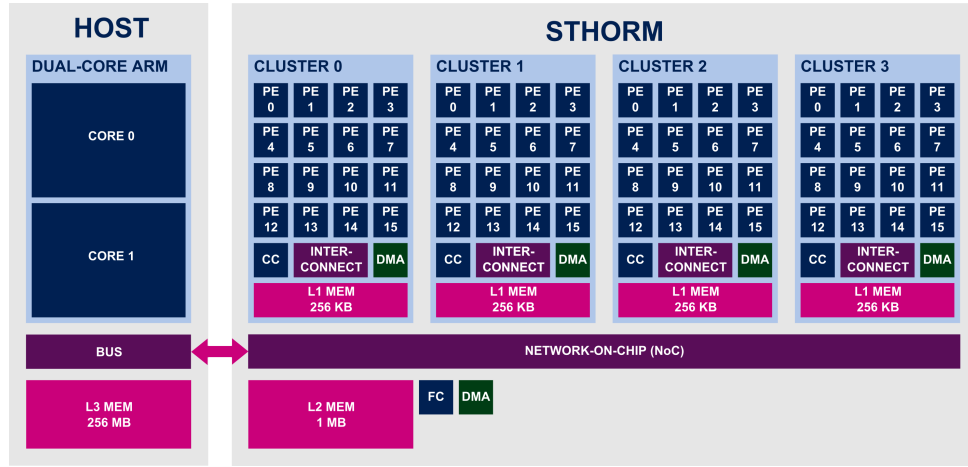 HOST
DUAL-CORE ARM
CORE 0
CORE 1
BUS
L3 MEM
256 MB
STHORM
CLUSTER 0
PE PE PE PE
0 1 2 3
PE PE PE PE
4 5 6 7
PE PE PE PE
8 9 10 11
PE PE PE PE
12 13 14 15
CC INTER-CONNECT DMA
L1 MEM
256 KB
CLUSTER 1
PE PE PE PE
0 1 2 3
PE PE PE PE
4 5 6 7
PE PE PE PE
8 9 10 11
PE PE PE PE
12 13 14 15
CC INTER-CONNECT DMA
L1 MEM
256 KB
CLUSTER 2
PE PE PE PE
0 1 2 3
PE PE PE PE
4 5 6 7
PE PE PE PE
8 9 10 11
PE PE PE PE
12 13 14 15
CC INTER-CONNECT DMA
L1 MEM
256 KB
CLUSTER 3
PE PE PE PE
0 1 2 3
PE PE PE PE
4 5 6 7
PE PE PE PE
8 9 10 11
PE PE PE PE
12 13 14 15
CC INTER-CONNECT DMA
L1 MEM
256 KB
NETWORK-ON-CHIP (NoC)
L2 MEM
1 MB
FC DMA